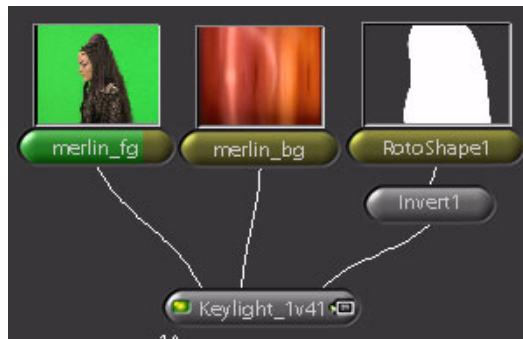 merlin_fg
merlin_bg
RotoShape1
Invert1
Keylight_1v41